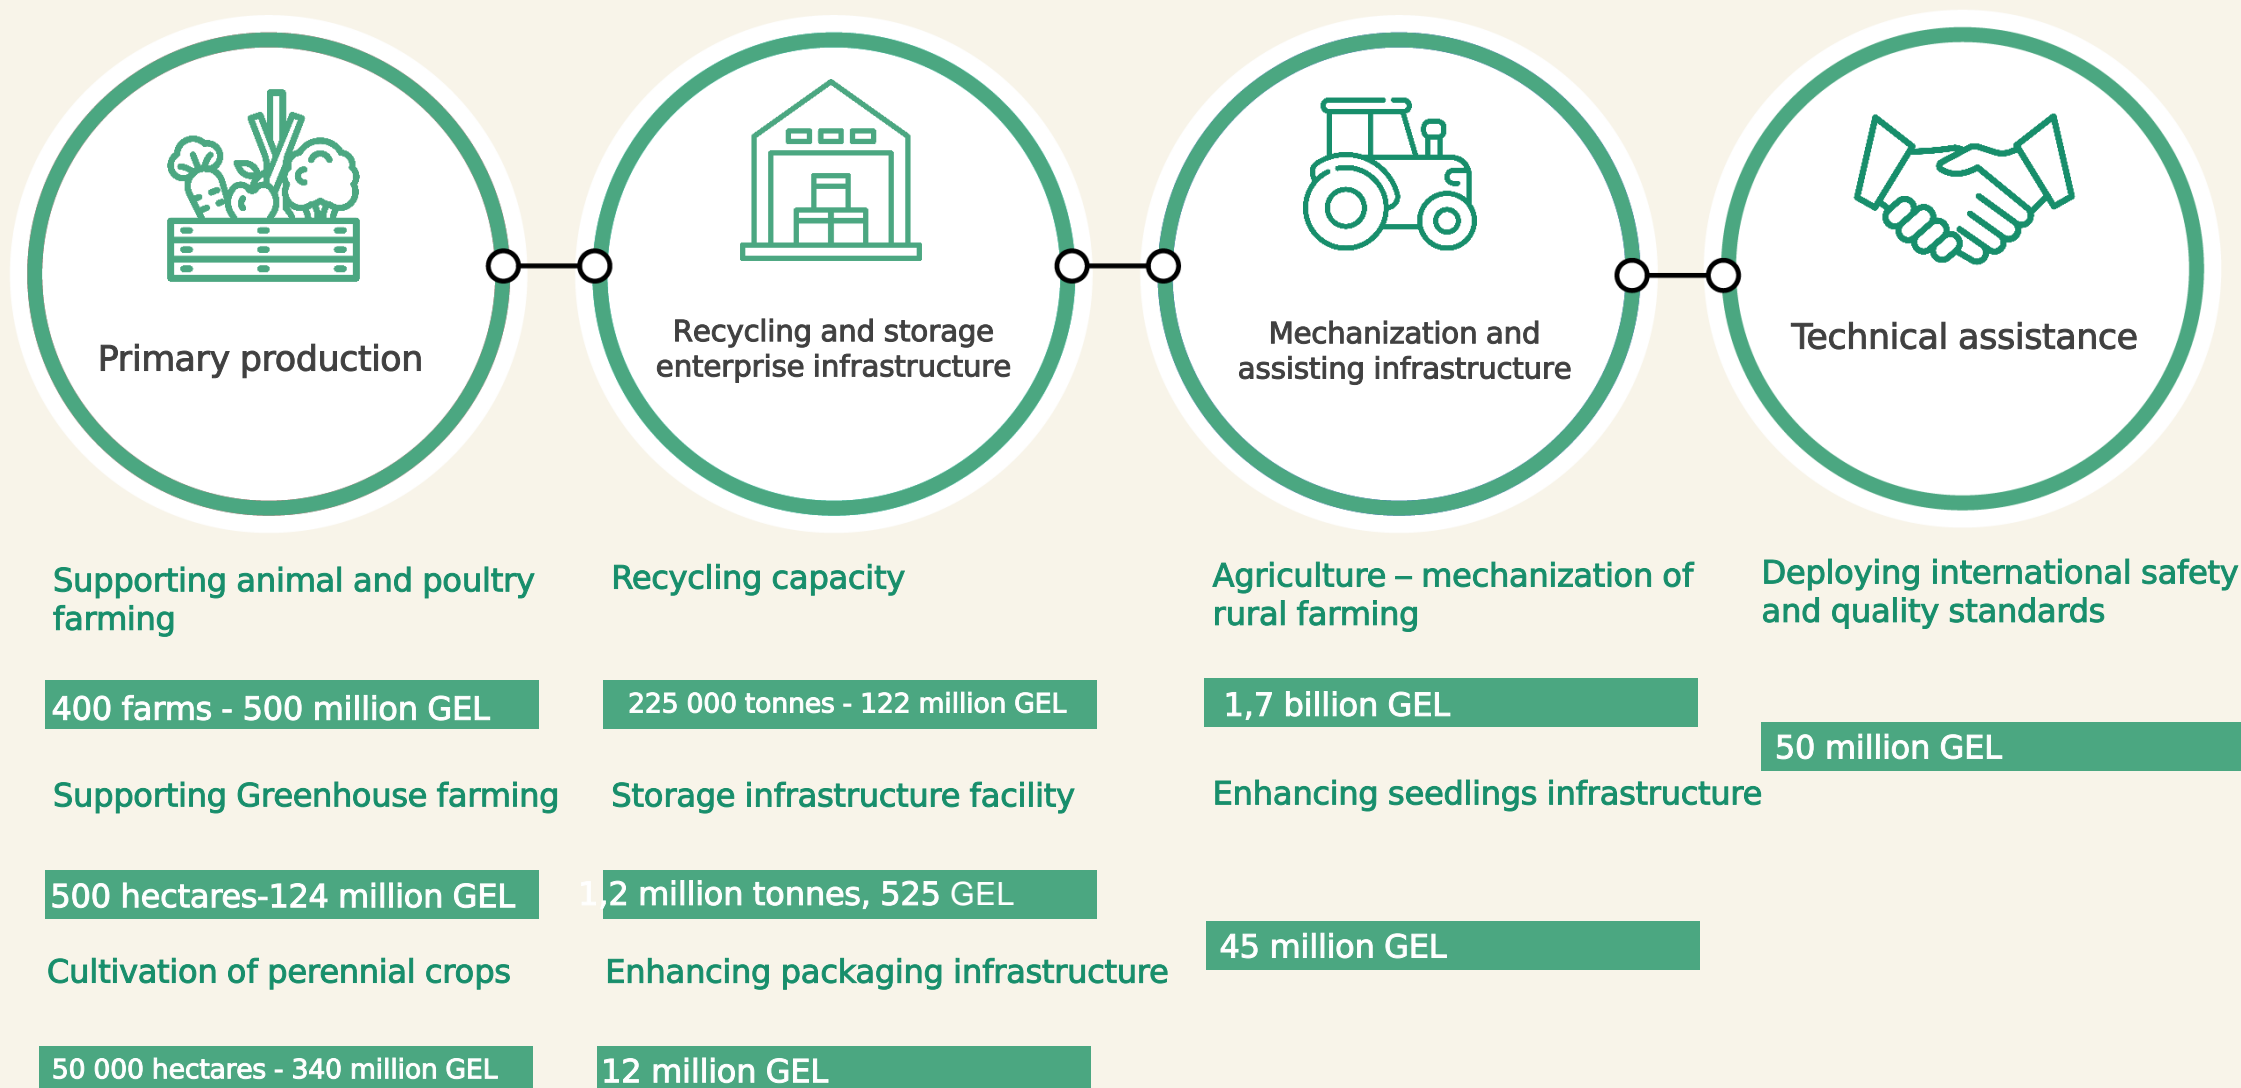 Primary production
Recycling and storage
enterprise infrastructure
Mechanization and
assisting infrastructure
Technical assistance
Supporting animal and poultry
farming
400 farms - 500 million GEL
Supporting Greenhouse farming
500 hectares-124 million GEL
Cultivation of perennial crops
50 000 hectares - 340 million GEL
Recycling capacity
225 000 tonnes - 122 million GEL
Storage infrastructure facility
1,2 million tonnes, 525 GEL
Enhancing packaging infrastructure
12 million GEL
Agriculture – mechanization of
rural farming
1,7 billion GEL
Enhancing seedlings infrastructure
45 million GEL
Deploying international safety
and quality standards
50 million GEL